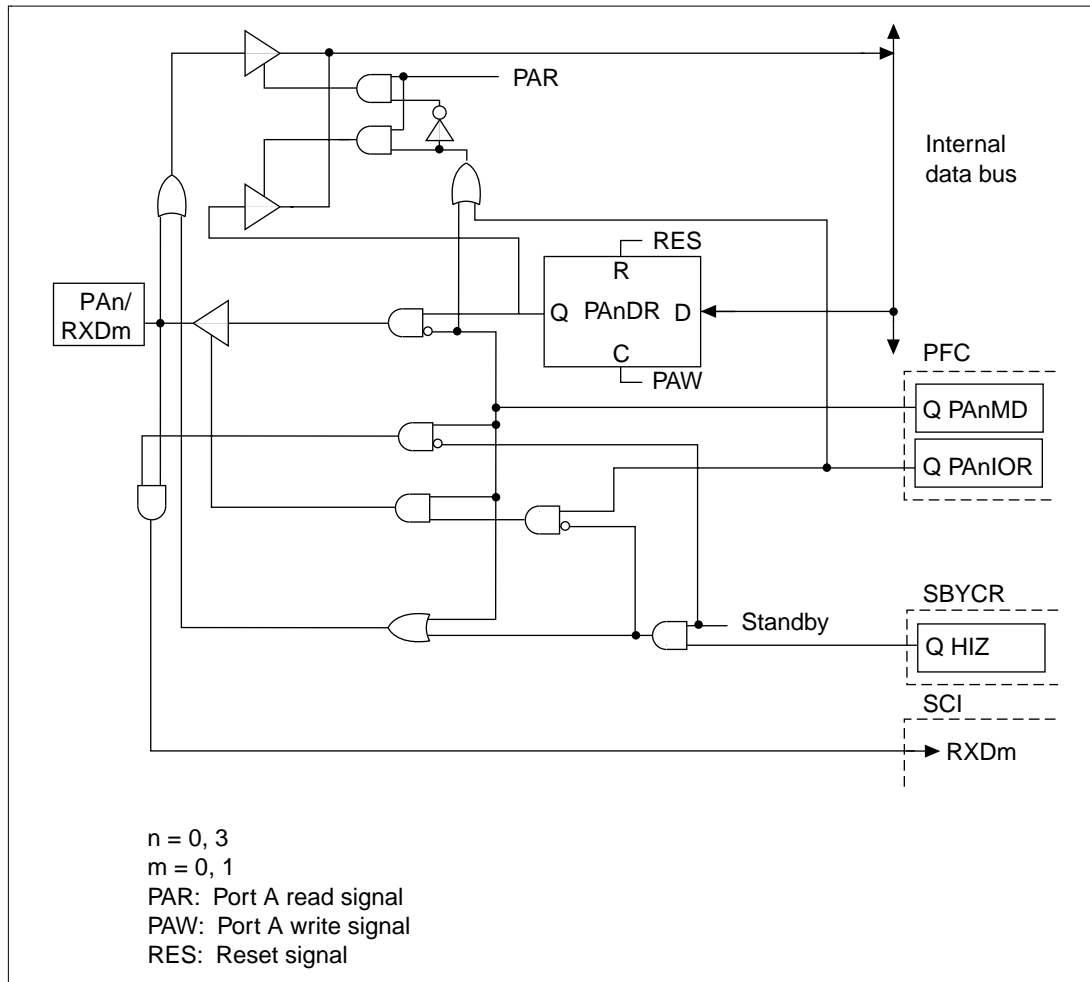 PAR
Internal
data bus
RES
R
PAn/
RXDm
Q PAnDR D
C
PAW
PFC
Q PAnMD
Q PAnIOR
SBYCR
Standby
Q HIZ
SCI
RXDm
n = 0, 3
m = 0, 1
PAR: Port A read signal
PAW: Port A write signal
RES: Reset signal